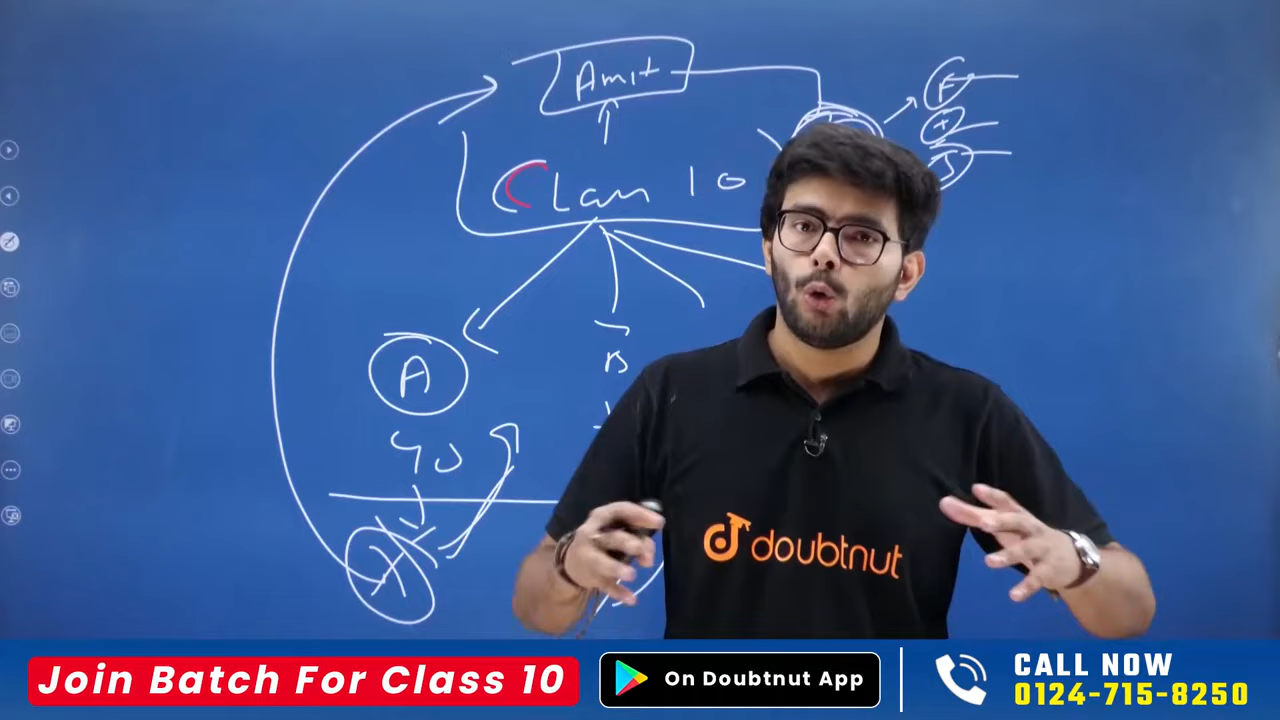 Amit
F
+
J
Class 10
A
B
40
doubtnut
Join Batch For Class 10
On Doubtnut App
CALL NOW
0124-715-8250